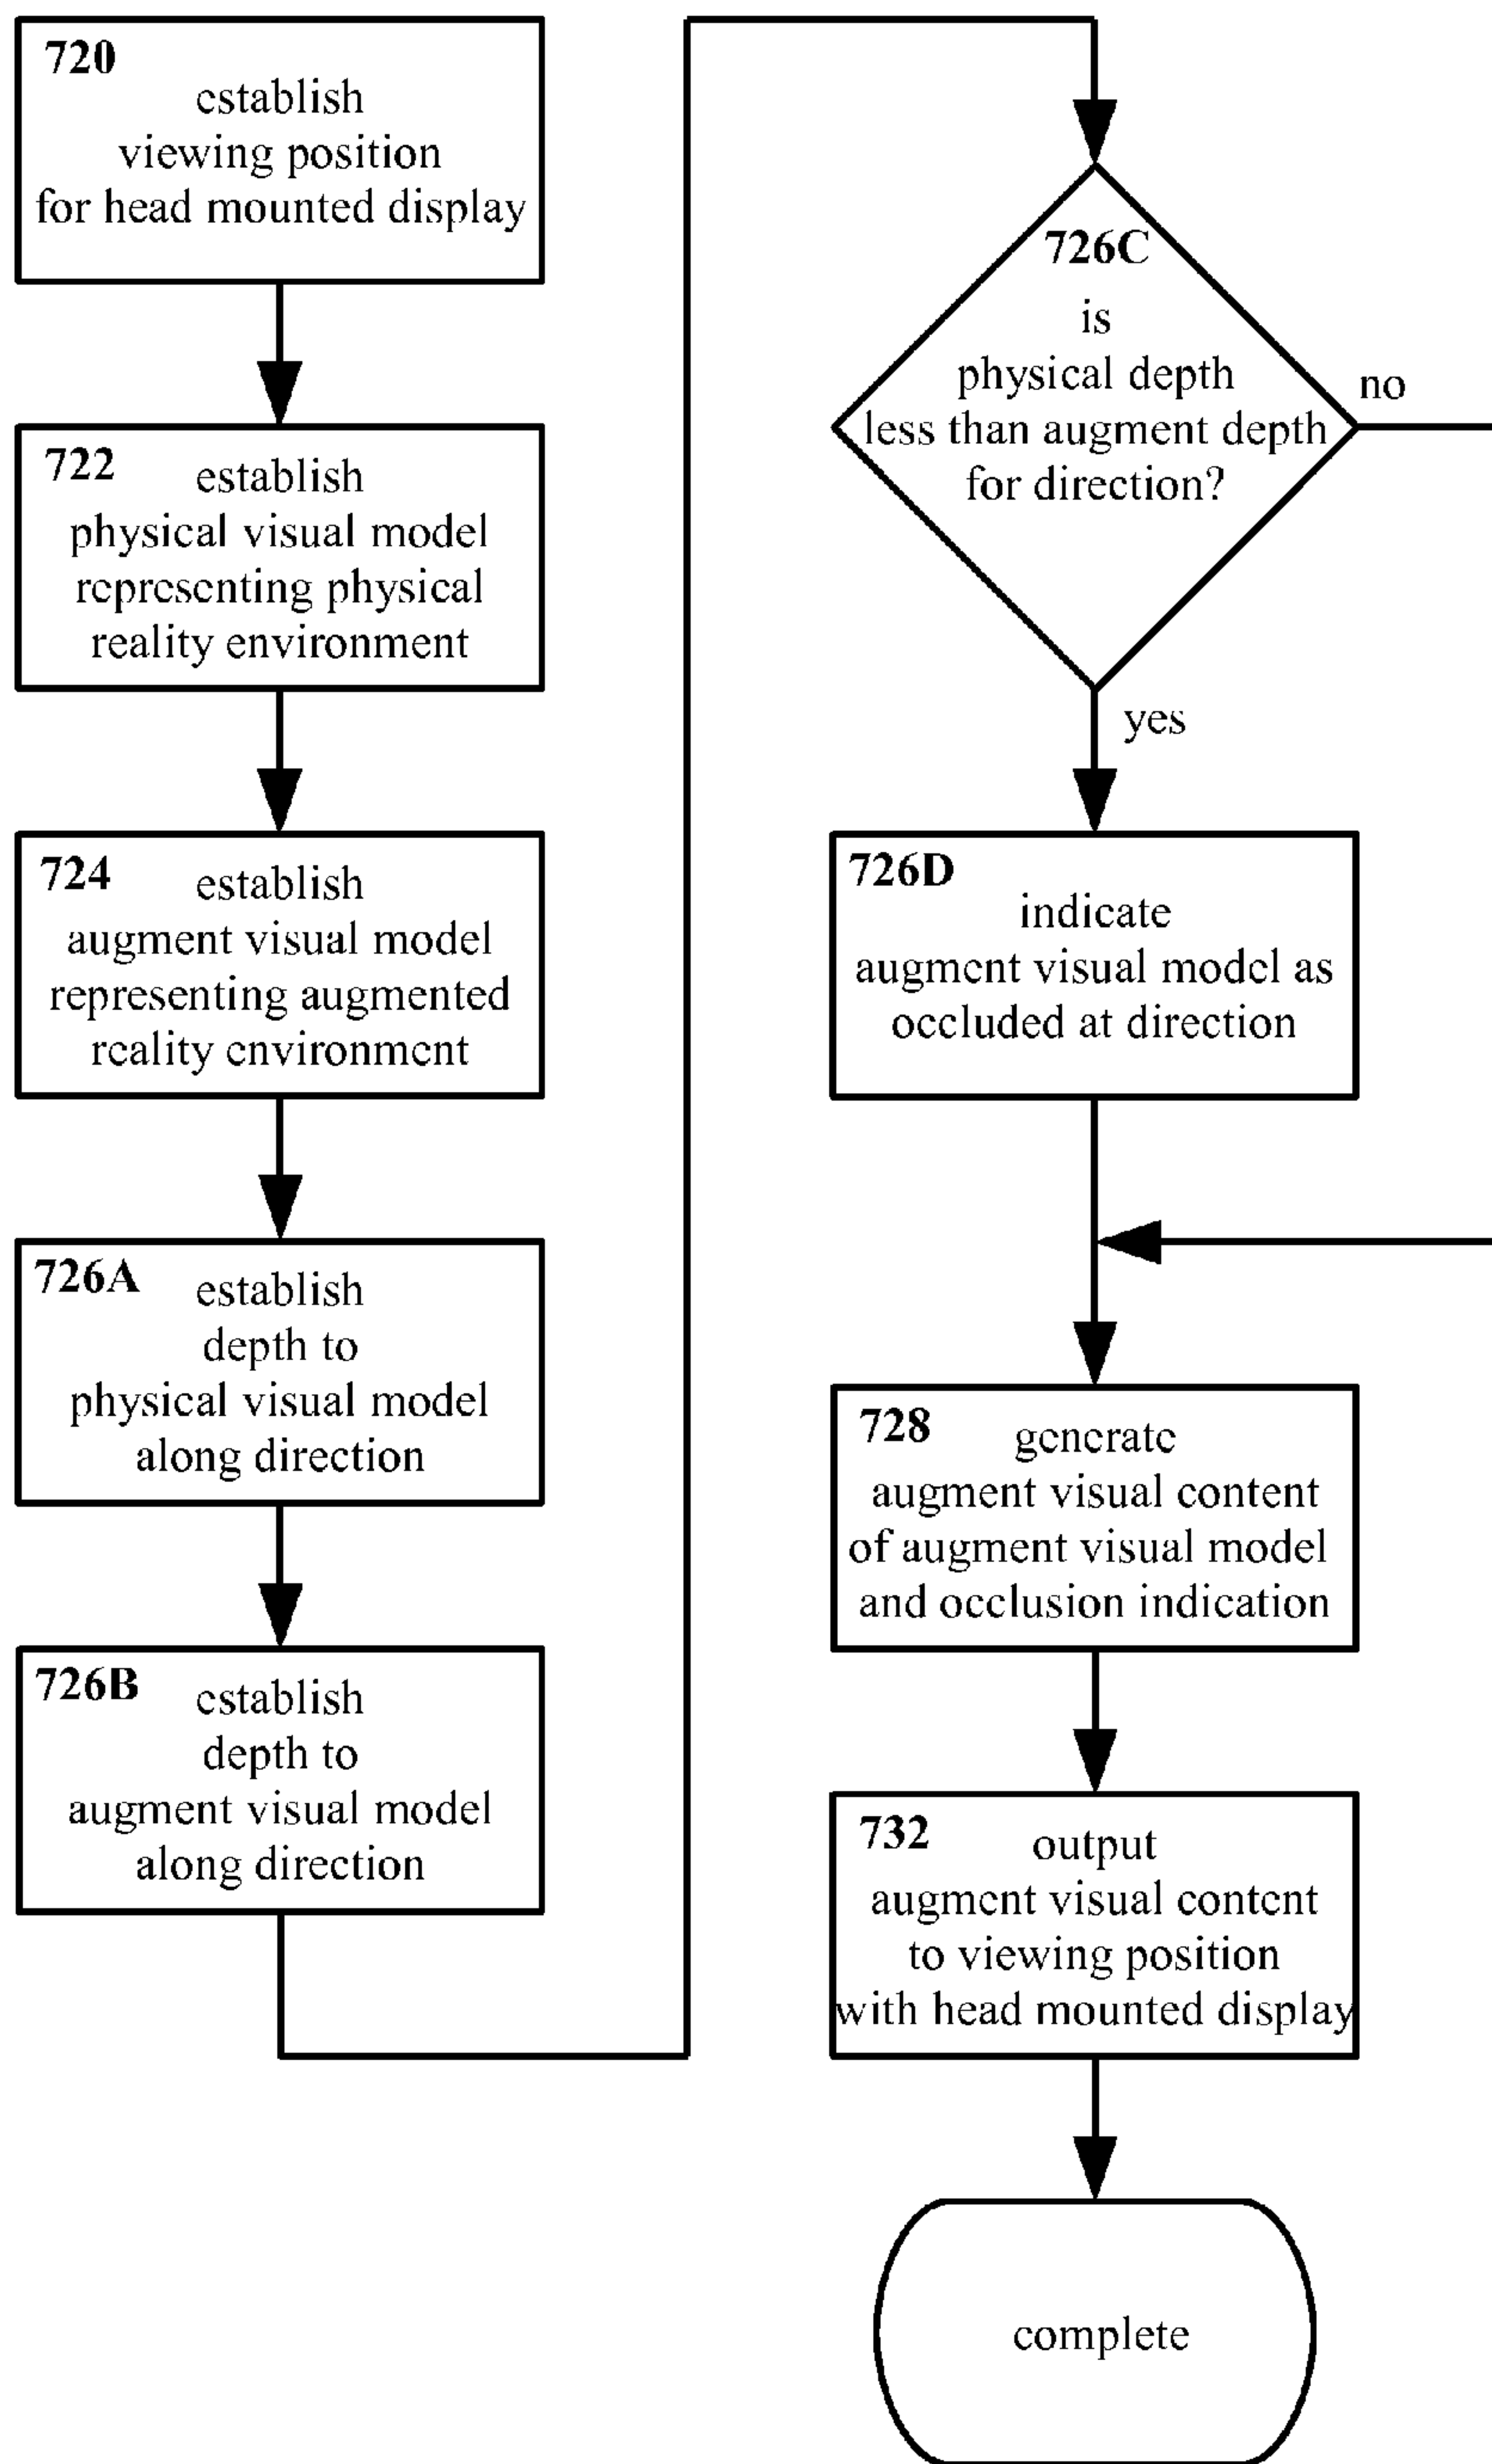 720
establish
viewing position
for head mounted display
722
establish
physical visual model
representing physical
reality environment
724
establish
augment visual model
representing augmented
reality environment
726A
establish
depth to
physical visual model
along direction
726B
establish
depth to
augment visual model
along direction
726C
is
physical depth
less than augment depth
for direction?
no
yes
726D
indicate
augment visual model as
occluded at direction
728
generate
augment visual content
of augment visual model
and occlusion indication
732
output
augment visual content
to viewing position
with head mounted display
complete